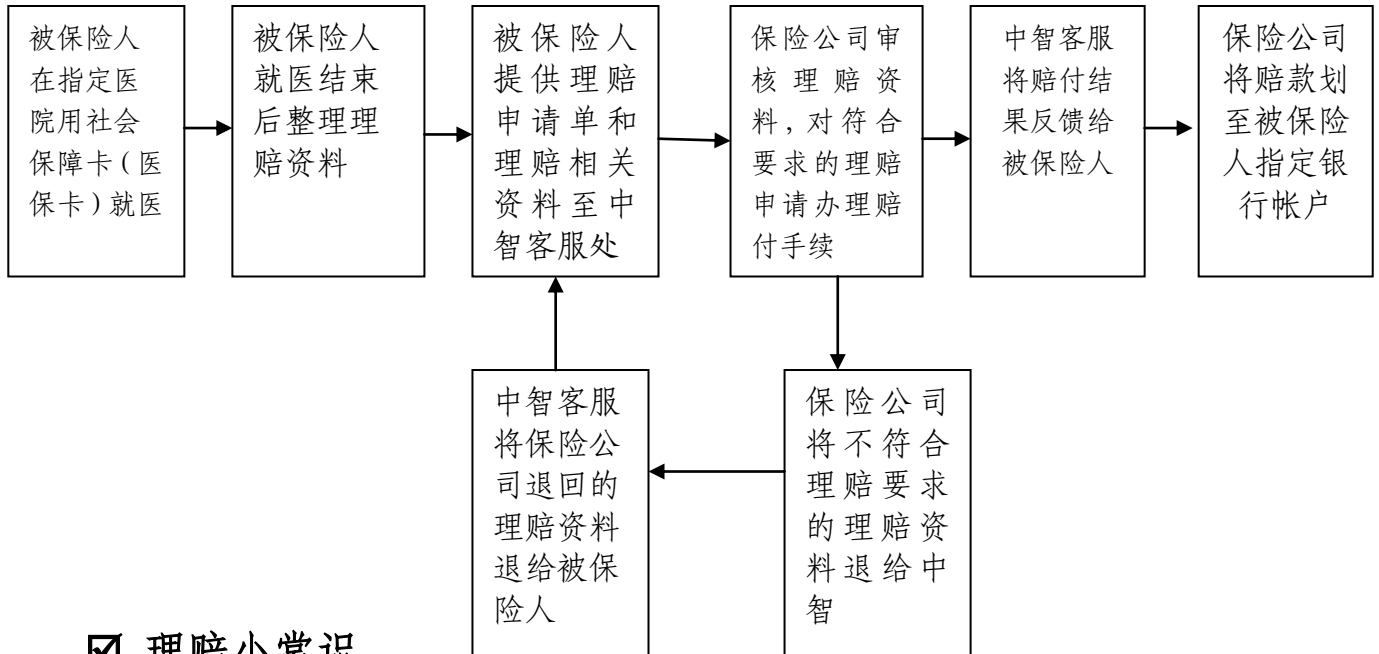 被保险人
在指定医
院用社会
保障卡(医
保卡)就医
被保险人
就医结束
后整理理
赔资料
被保险人
提供理赔
申请单和
理赔相关
资料至中
智客服处
保险公司审
核理赔资
料,对符合
要求的理赔
申请办理赔
付手续
中智客服
将赔付结
果反馈给
被保险人
保险公司
将赔款划
至被保险
人指定银
行帐户
中智客服
将保险公
司退回的
理赔资料
退给被保
险人
保险公司
将不符合
理赔要求
的理赔资
料退给中
智
☑ 理赔小常识